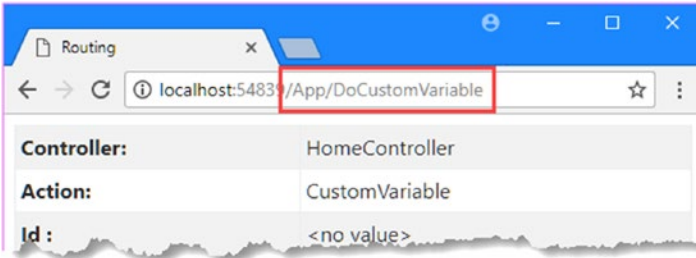 Routing
localhost:54839/App/DoCustomVariable
Controller: HomeController
Action: CustomVariable
Id : <no value>